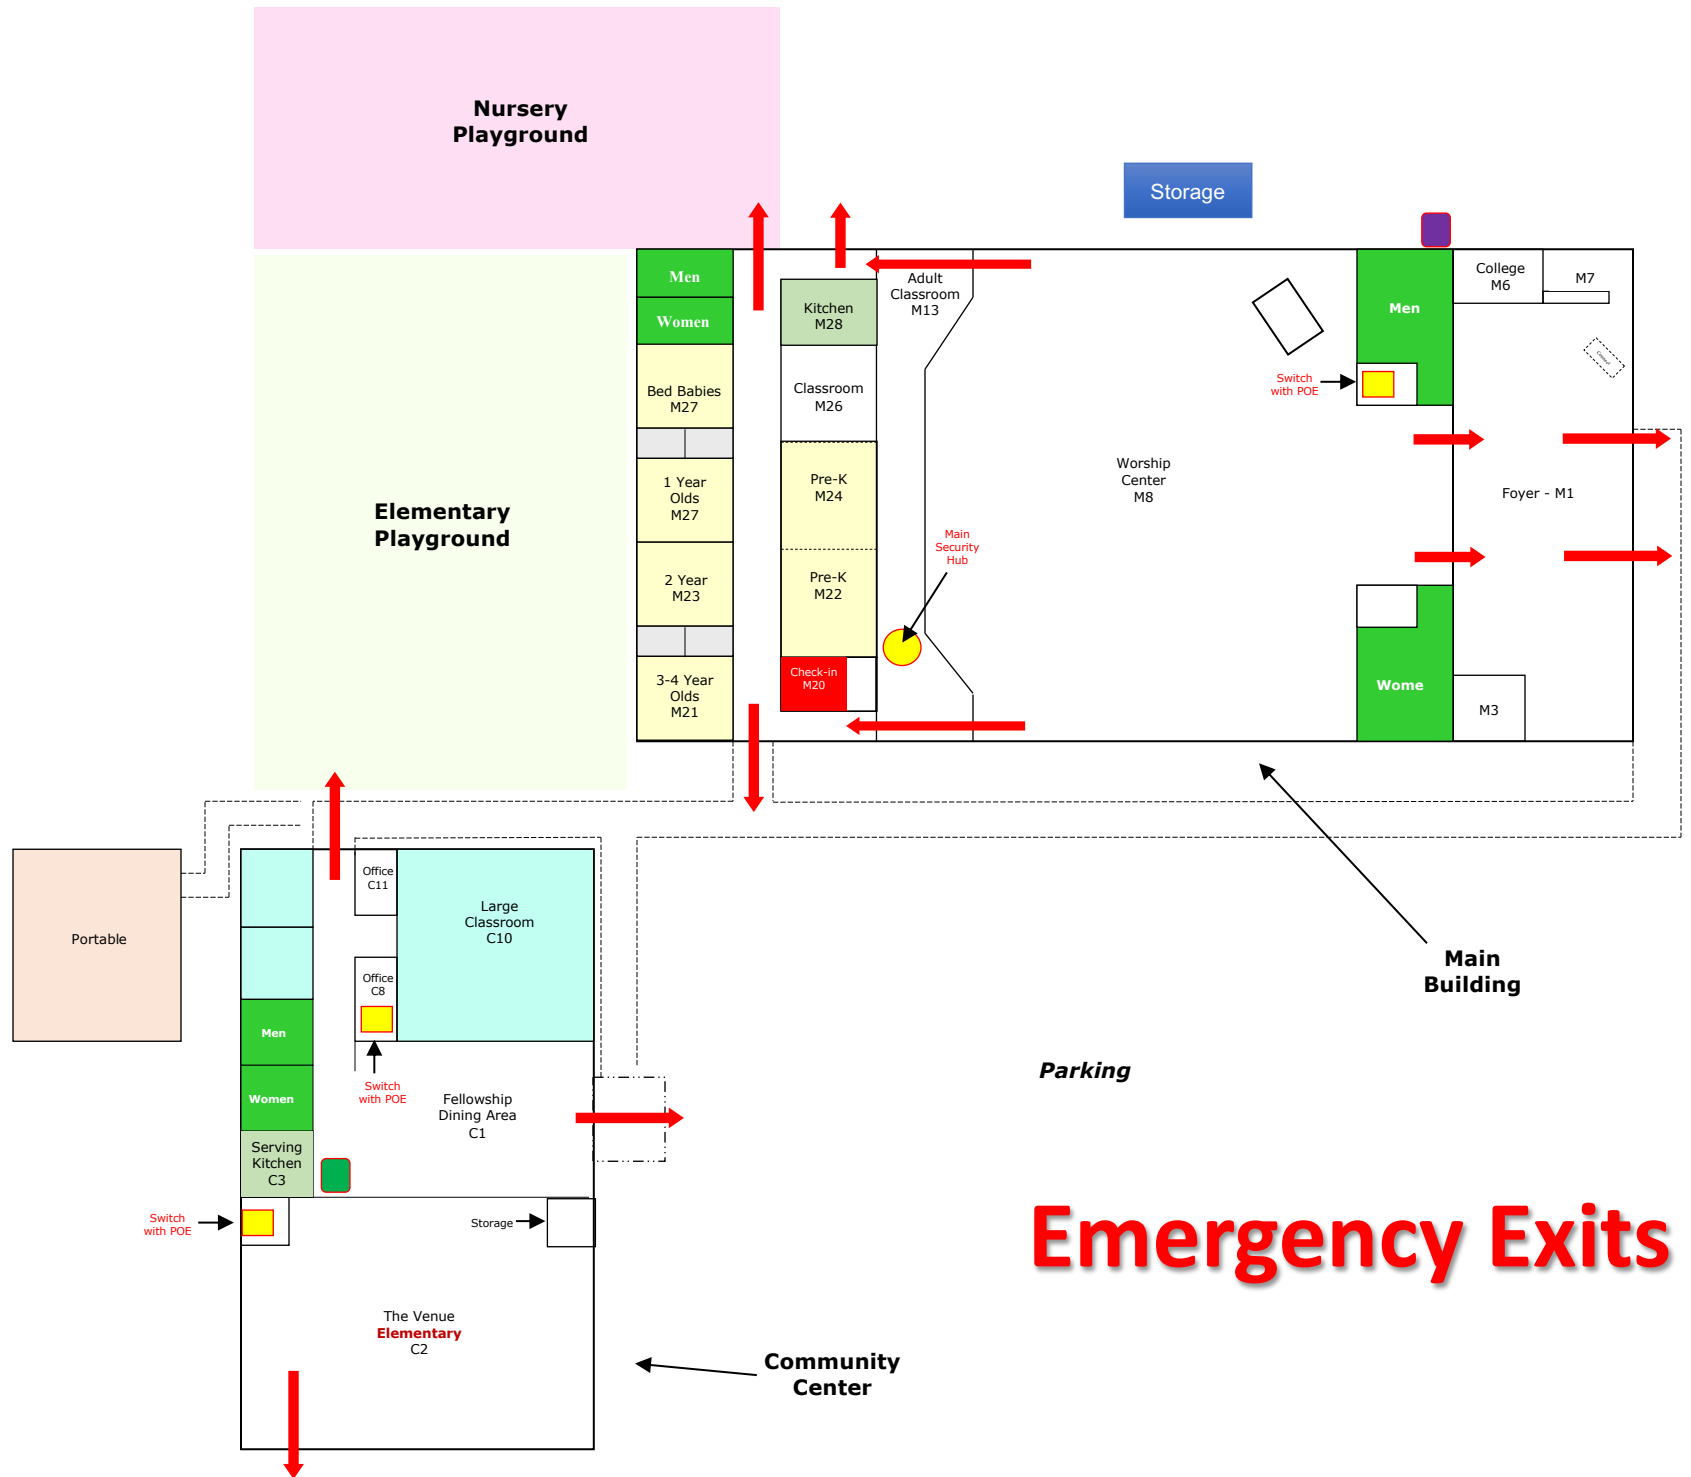 Nursery
Playground
Storage
Men
Women
Adult
Classroom
M13
Kitchen
M28
College
M6
M7
Men
Bed Babies
M27
Classroom
M26
Switch
with POE
Elementary
Playground
1 Year
Olds
M27
Pre-K
M24
Worship
Center
M8
Foyer - M1
Main
Security
Hub
2 Year
M23
Pre-K
M22
3-4 Year
Olds
M21
Check-in
M20
Wome
M3
Portable
Office
C11
Large
Classroom
C10
Office
C8
Main
Building
Men
Women
Switch
with POE
Fellowship
Dining Area
C1
Parking
Serving
Kitchen
C3
Switch
with POE
Storage
Emergency Exits
The Venue
Elementary
C2
Community
Center